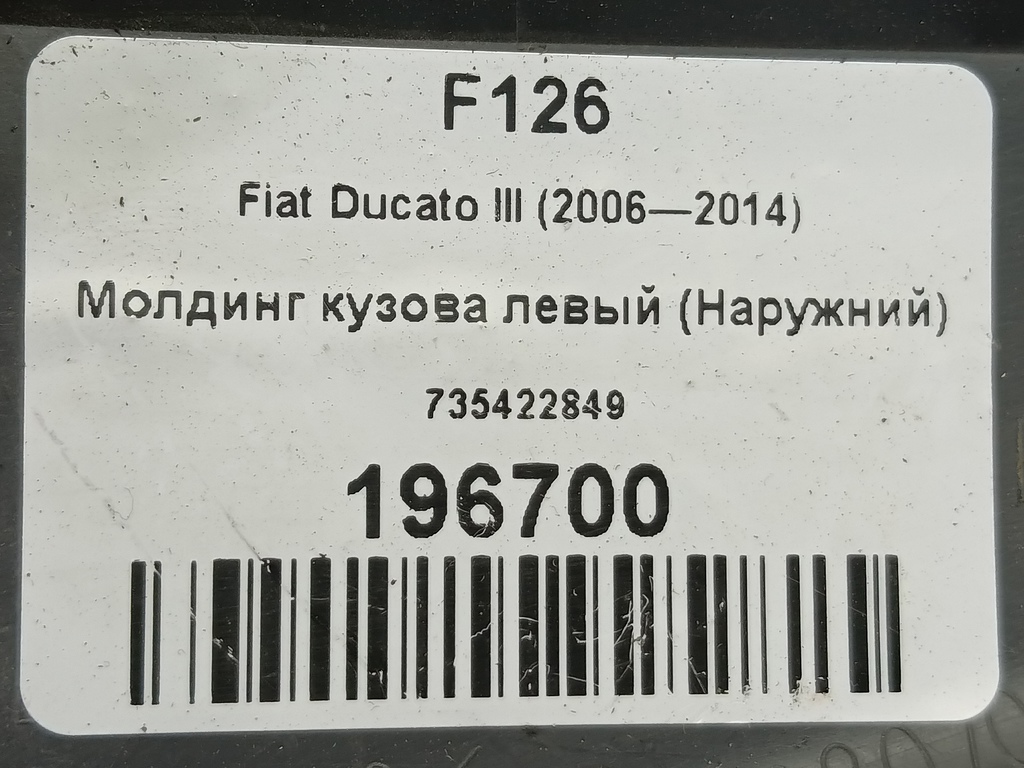 F126
Fiat Ducato III (2006—2014)
Молдинг кузова левый (Наружний)
735422849
196700